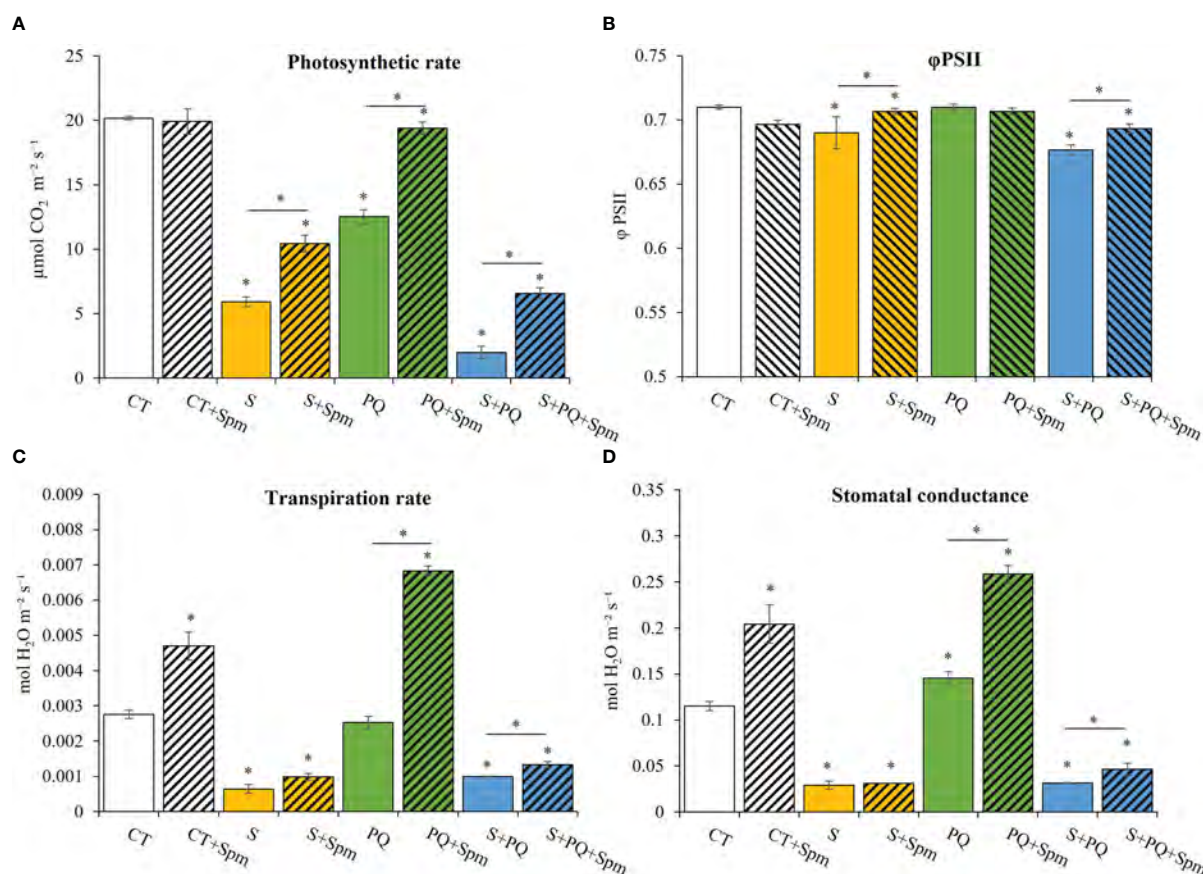 A
Photosynthetic rate
µmol CO₂ m⁻² s⁻¹
25
20
15
10
5
0
* * * * * * * *
CT CT+Spm S S+Spm PQ PQ+Spm S+PQ S+PQ+Spm
B
φPSII
φ PSII
0.75
0.7
0.65
0.6
0.55
0.5
* * * * * *
CT CT+Spm S S+Spm PQ PQ+Spm S+PQ S+PQ+Spm
C
Transpiration rate
mol H₂O m⁻² s⁻¹
0.009
0.008
0.007
0.006
0.005
0.004
0.003
0.002
0.001
0
* * * * * * * *
CT CT+Spm S S+Spm PQ PQ+Spm S+PQ S+PQ+Spm
D
Stomatal conductance
mol H₂O m⁻² s⁻¹
0.35
0.3
0.25
0.2
0.15
0.1
0.05
0
* * * * * * * * *
CT CT+Spm S S+Spm PQ PQ+Spm S+PQ S+PQ+Spm